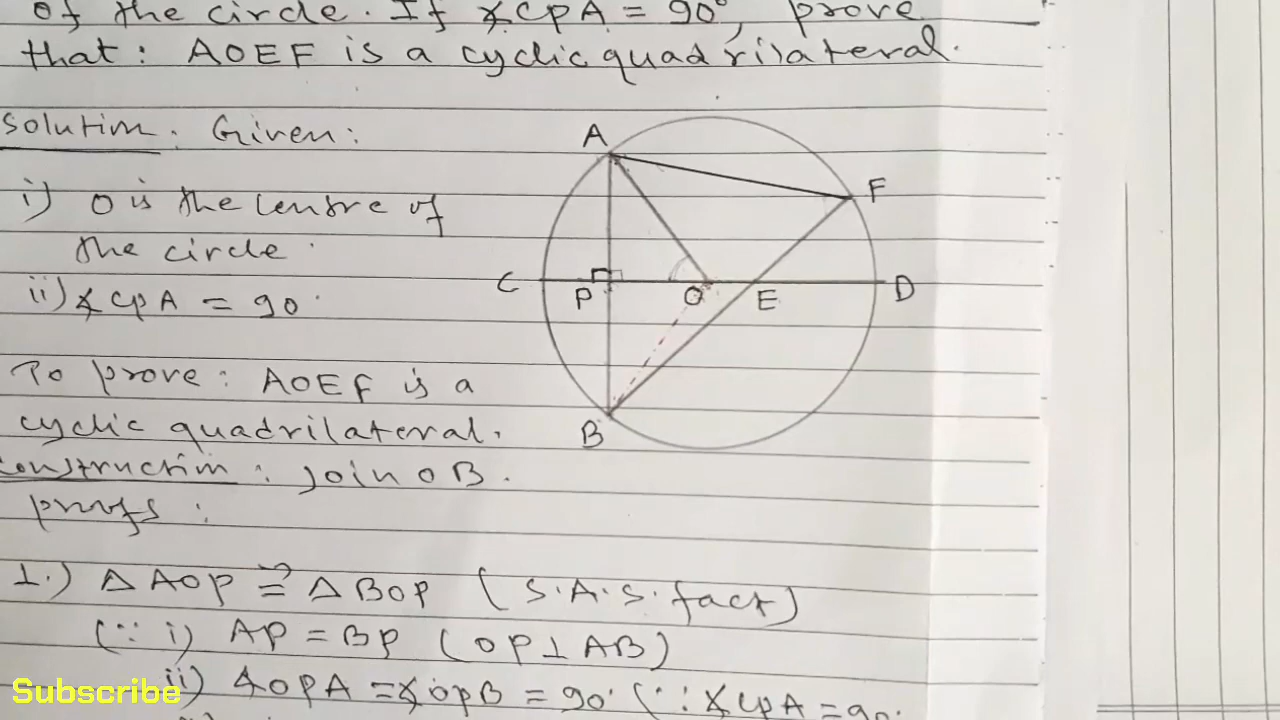 of the circle. If ∡CPA = 90°, prove
that: AOEF is a cyclic quadrilateral.
Solution. Given:
i) O is the centre of
the circle.
ii) ∡CPA = 90°
To prove: AOEF is a
cyclic quadrilateral.
Construction: Join OB.
proofs:
A
F
C
P
O
E
D
B
1.) △AOP ≅ △BOP (S.A.S. fact)
(∵ i) AP = BP (OP⊥AB)
ii) ∡OPA = ∡OPB = 90° (∵ ∡CPA = 90°
Subscribe